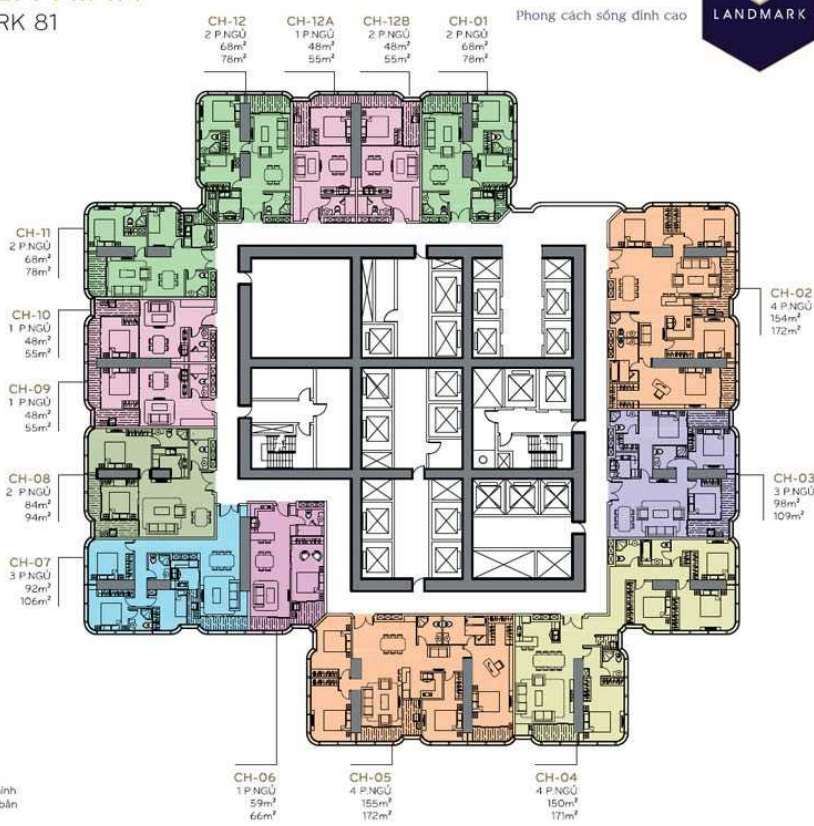 RK 81
Phong cách sống đỉnh cao
LANDMARK
CH-12
2 P.NGỦ
68m²
78m²
CH-12A
1 P.NGỦ
48m²
55m²
CH-12B
2 P.NGỦ
48m²
55m²
CH-01
2 P.NGỦ
68m²
78m²
CH-11
2 P.NGỦ
68m²
78m²
CH-10
1 P.NGỦ
48m²
55m²
CH-09
1 P.NGỦ
48m²
55m²
CH-08
2 P.NGỦ
84m²
94m²
CH-07
3 P.NGỦ
92m²
106m²
CH-02
4 P.NGỦ
154m²
172m²
CH-03
3 P.NGỦ
98m²
109m²
CH-06
1 P.NGỦ
59m²
66m²
CH-05
4 P.NGỦ
155m²
172m²
CH-04
4 P.NGỦ
150m²
171m²
ình
bản